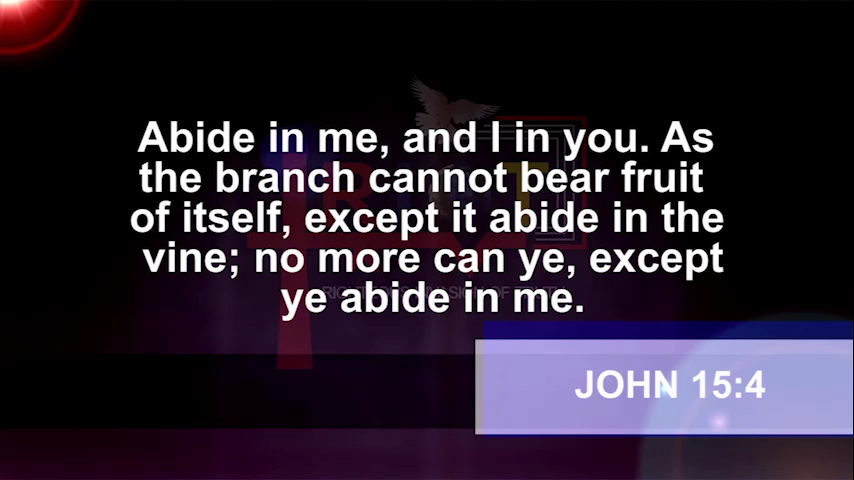 Abide in me, and I in you. As
the branch cannot bear fruit
of itself, except it abide in the
vine; no more can ye, except
ye abide in me.
JOHN 15:4